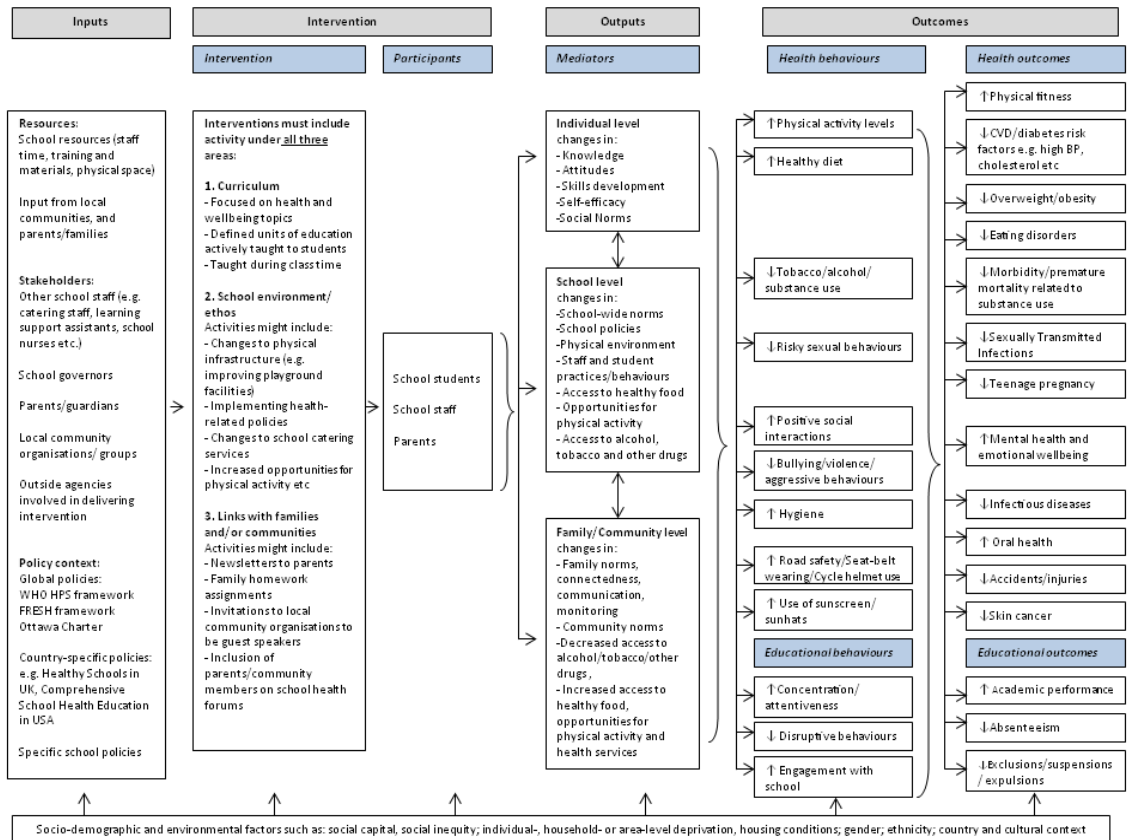 Inputs
Intervention
Outputs
Outcomes
Intervention
Participants
Mediators
Health behaviours
Health outcomes
Resources:
School resources (staff
time, training and
materials, physical space)
Input from local
communities, and
parents/families
Stakeholders:
Other school staff (e.g.
catering staff, learning
support assistants, school
nurses etc.)
School governors
Parents/guardians
Local community
organisations/ groups
Outside agencies
involved in delivering
intervention
Policy context:
Global policies:
WHO HPS framework
FRESH framework
Ottawa Charter
Country-specific policies:
e.g. Healthy Schools in
UK, Comprehensive
School Health Education
in USA
Specific school policies
Interventions must include
activity under all three
areas:
1. Curriculum
- Focused on health and
wellbeing topics
- Defined units of education
actively taught to students
- Taught during class time
2. School environment/
ethos
Activities might include:
- Changes to physical
infrastructure (e.g.
improving playground
facilities)
- Implementing health-
related policies
- Changes to school catering
services
- Increased opportunities for
physical activity etc
3. Links with families
and/or communities
Activities might include:
- Newsletters to parents
- Family homework
assignments
- Invitations to local
community organisations to
be guest speakers
- Inclusion of
parents/community
members on school health
forums
School students
School staff
Parents
Individual level
changes in:
- Knowledge
- Attitudes
- Skills development
-Self-efficacy
-Social Norms
School level
changes in:
-School-wide norms
-School policies
-Physical environment
- Staff and student
practices/behaviours
- Access to healthy food
- Opportunities for
physical activity
- Access to alcohol,
tobacco and other drugs
Family/Community level
changes in:
- Family norms,
connectedness,
communication,
monitoring
- Community norms
-Decreased access to
alcohol/tobacco/other
drugs,
- Increased access to
healthy food,
opportunities for
physical activity and
health services
↑Physical activity levels
↑Healthy diet
↓Tobacco/alcohol/
substance use
↓Risky sexual behaviours
↑Positive social
interactions
↓Bullying/violence/
aggressive behaviours
↑ Hygiene
↑ Road safety/Seat-belt
wearing/Cycle helmet use
↑ Use of sunscreen/
sunhats
Educational behaviours
↑Concentration/
attentiveness
↓ Disruptive behaviours
↑ Engagement with
school
↑Physical fitness
↓CVD/diabetes risk
factors e.g. high BP,
cholesterol etc
↓Overweight/obesity
↓Eating disorders
↓Morbidity/premature
mortality related to
substance use
↓Sexually Transmitted
Infections
↓Teenage pregnancy
↑Mental health and
emotional wellbeing
↓Infectious diseases
↑ Oral health
↓Accidents/injuries
↓Skin cancer
Educational outcomes
↑ Academic performance
↓Absenteeism
↓Exclusions/suspensions
/ expulsions
Socio-demographic and environmental factors such as: social capital, social inequity; individual-, household- or area-level deprivation, housing conditions; gender; ethnicity; country and cultural context